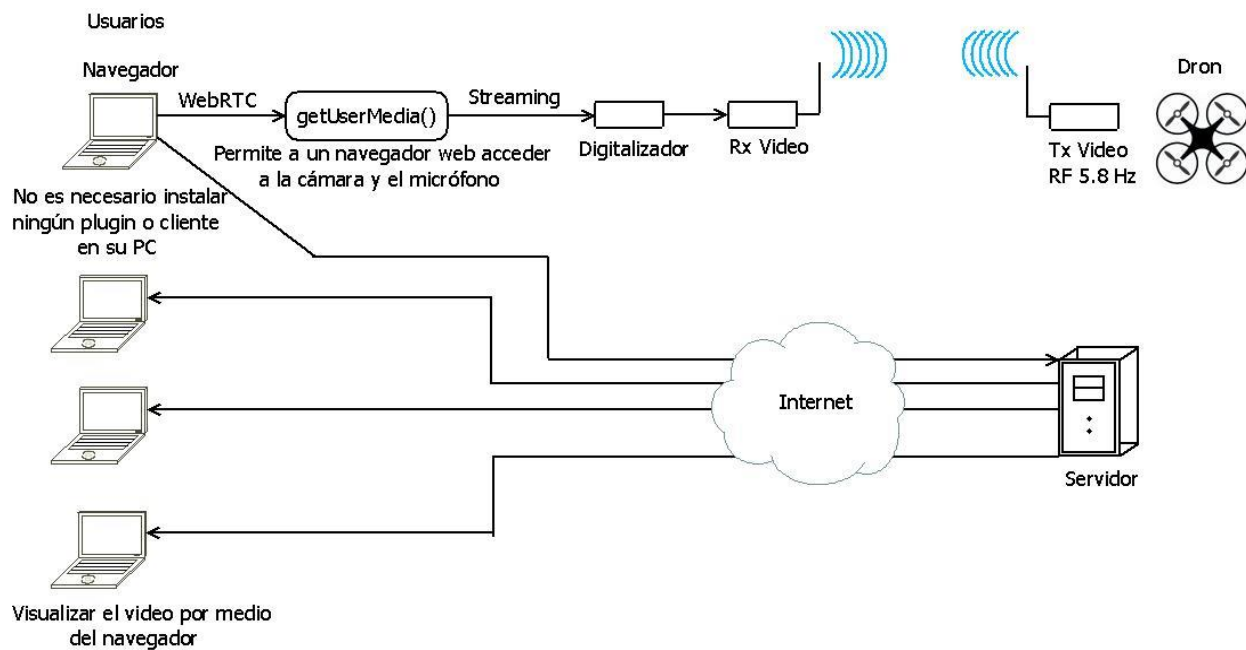 Usuarios
Navegador
WebRTC
getUserMedia()
Streaming
Permite a un navegador web acceder
a la cámara y el micrófono
Digitalizador
Rx Video
Tx Video
RF 5.8 Hz
Dron
No es necesario instalar
ningún plugin o cliente
en su PC
Internet
Servidor
Visualizar el video por medio
del navegador